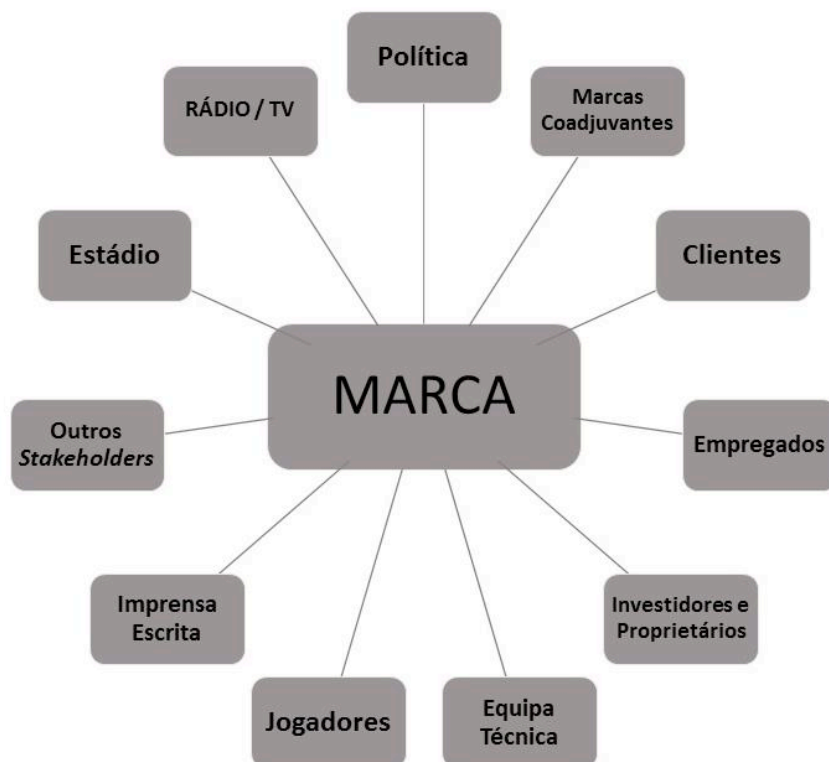 Política
RÁDIO / TV
Marcas
Coadjuvantes
Estádio
Clientes
MARCA
Outros
Stakeholders
Empregados
Imprensa
Escrita
Investidores e
Proprietários
Jogadores
Equipa
Técnica